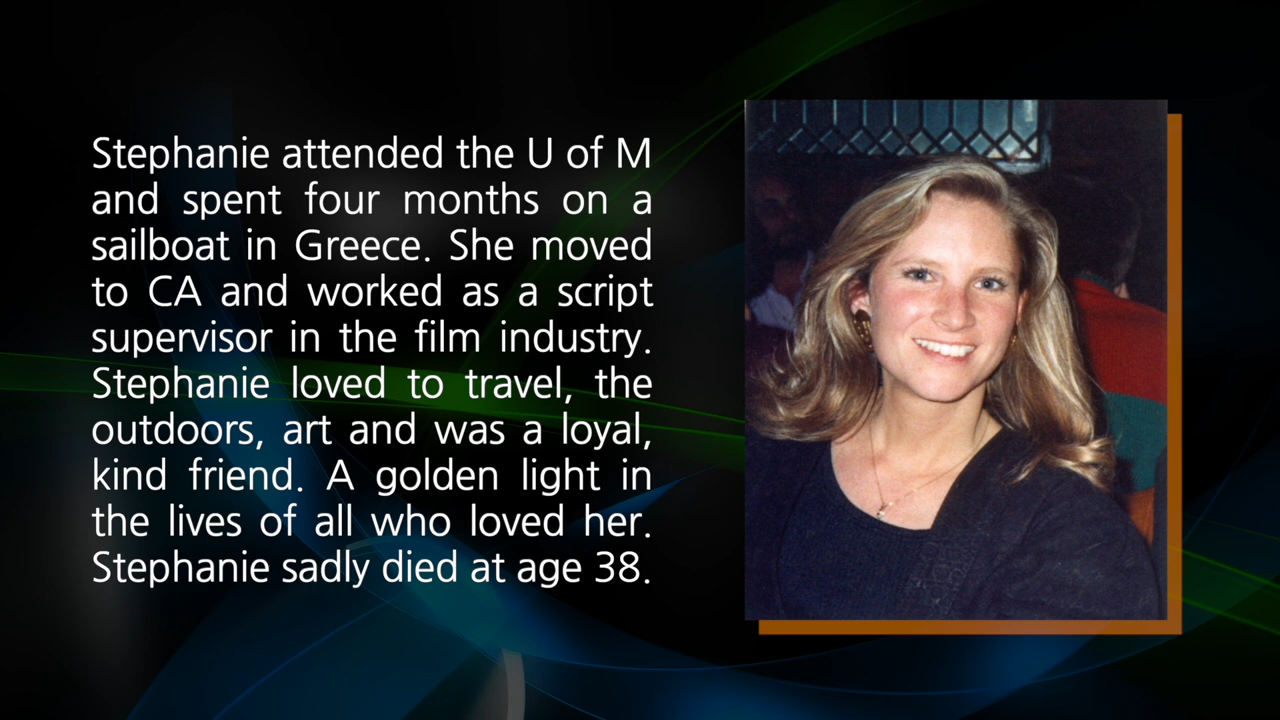 Stephanie attended the U of M
and spent four months on a
sailboat in Greece. She moved
to CA and worked as a script
supervisor in the film industry.
Stephanie loved to travel, the
outdoors, art and was a loyal,
kind friend. A golden light in
the lives of all who loved her.
Stephanie sadly died at age 38.